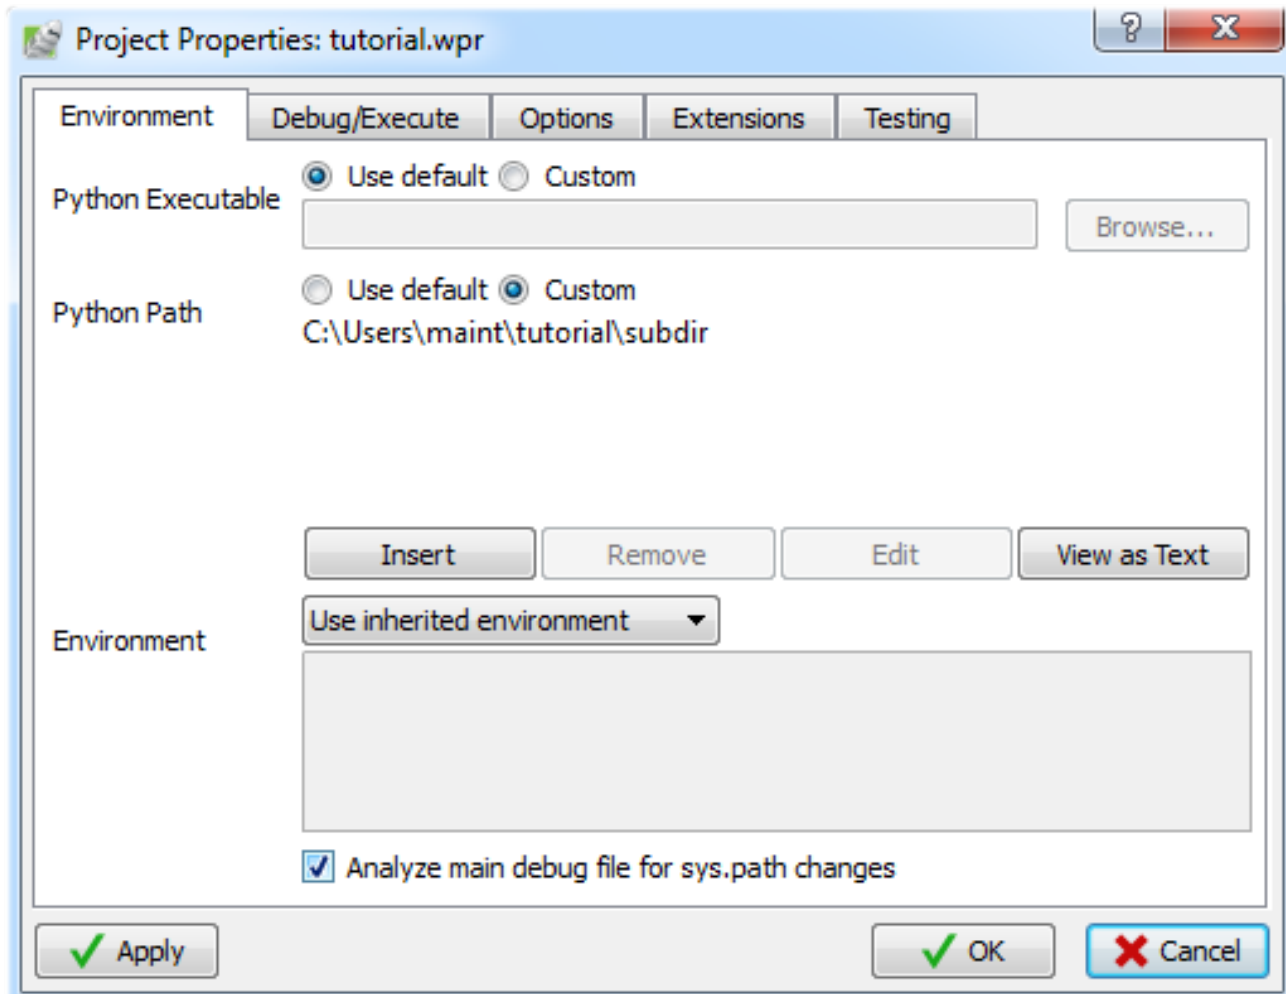 Project Properties: tutorial.wpr
?
Environment Debug/Execute Options Extensions Testing
Python Executable
Use default Custom
Browse...
Python Path
Use default Custom
C:\Users\maint\tutorial\subdir
Insert Remove Edit View as Text
Environment
Use inherited environment
Analyze main debug file for sys.path changes
Apply OK Cancel